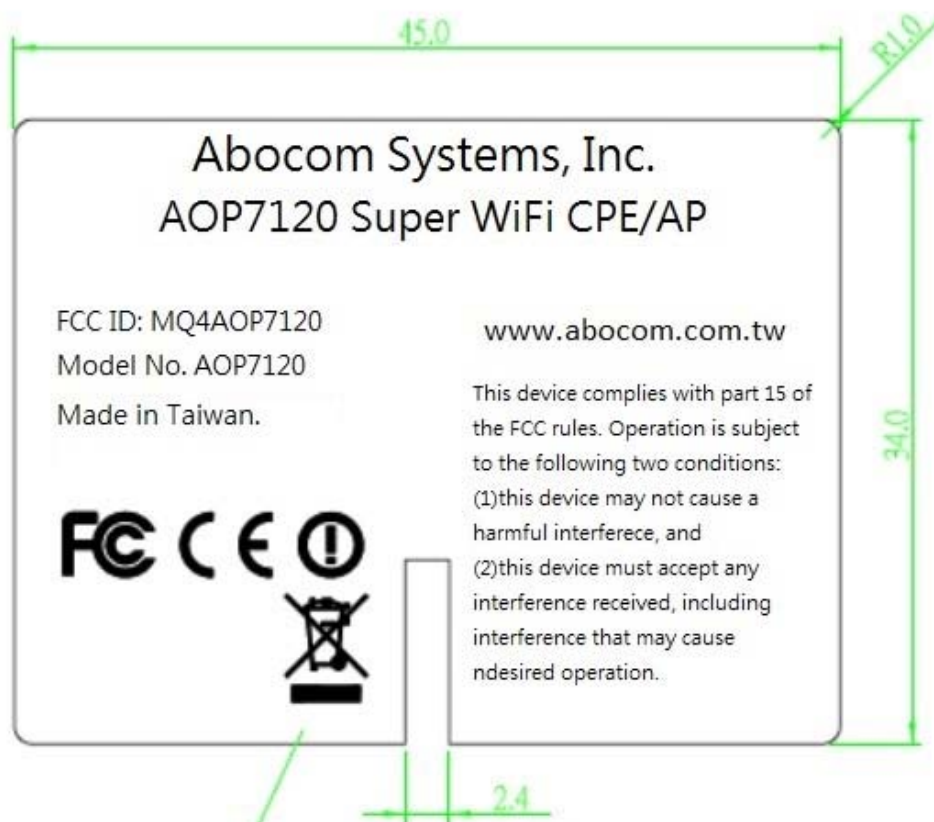 45.0
R1.0
Abocom Systems, Inc.
AOP7120 Super WiFi CPE/AP
FCC ID: MQ4AOP7120
Model No. AOP7120
Made in Taiwan.
FC CE
www.abocom.com.tw
This device complies with part 15 of
the FCC rules. Operation is subject
to the following two conditions:
(1)this device may not cause a
harmful interferece, and
(2)this device must accept any
interference received, including
interference that may cause
ndesired operation.
34.0
2.4